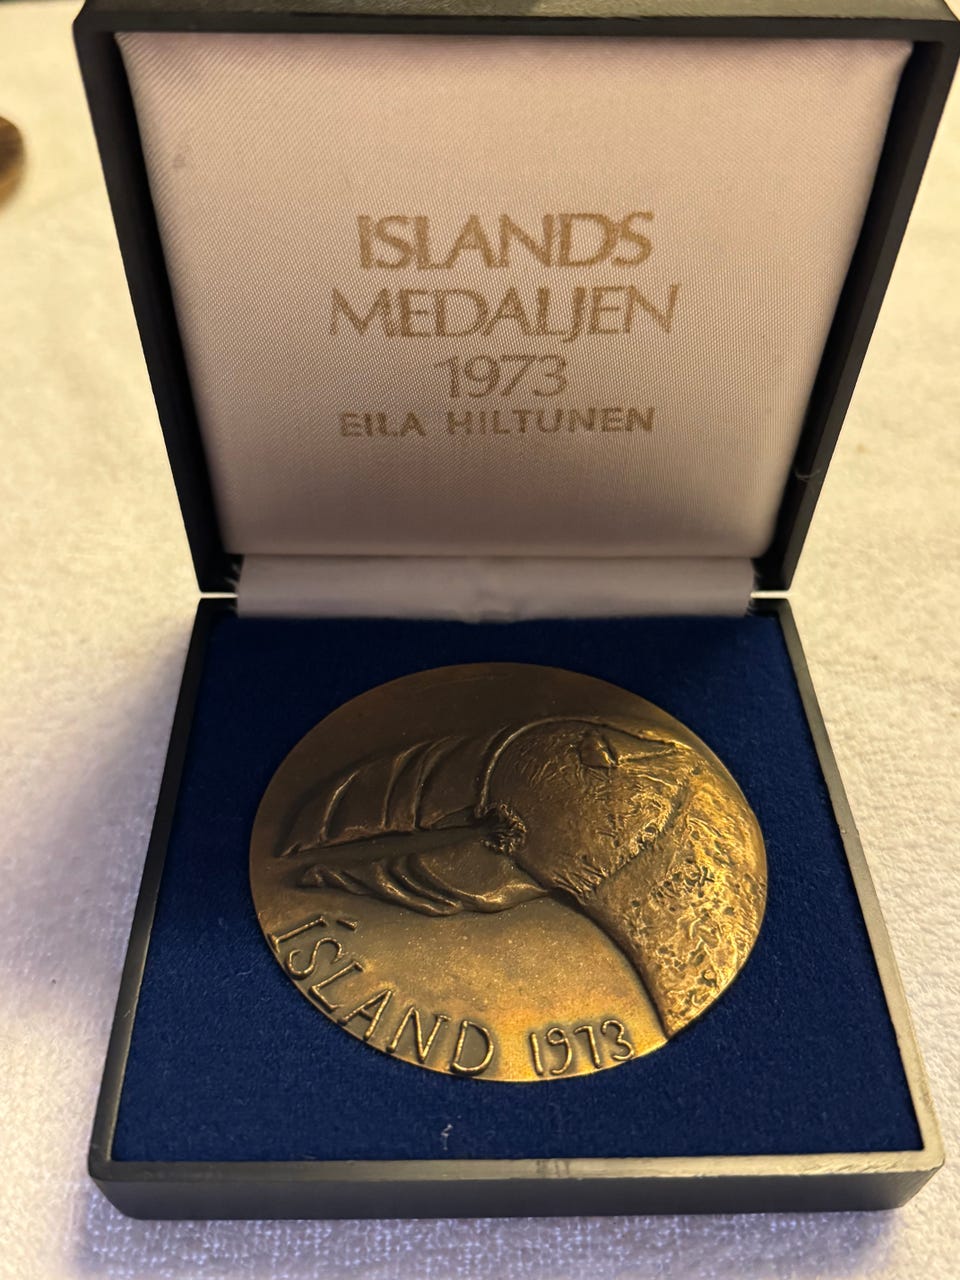 ISLANDS
MEDALJEN
1973
EILA HILTUNEN
ÍSLAND 1973